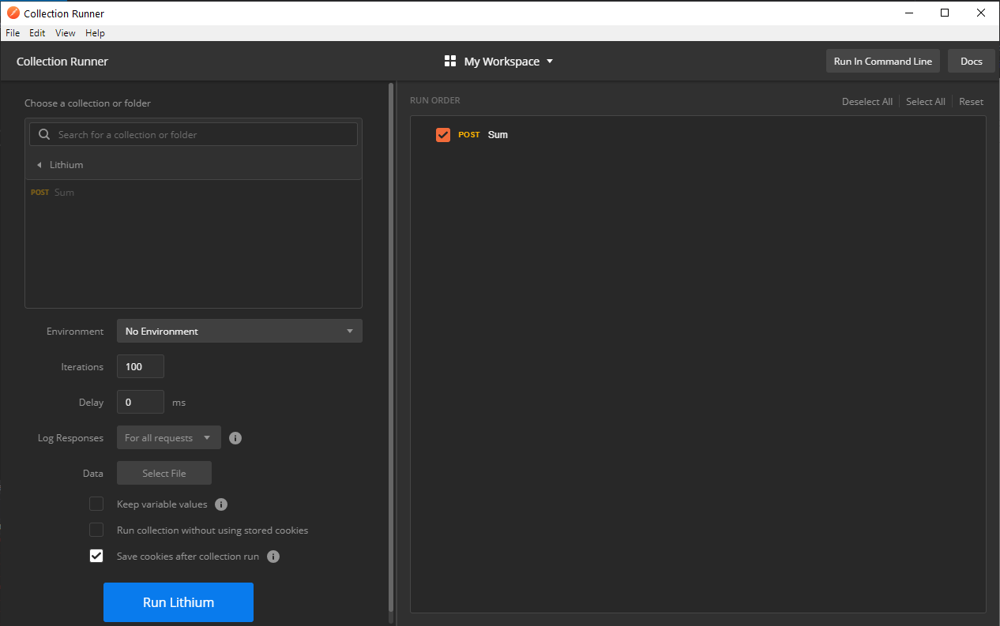 Collection Runner
File Edit View Help
Collection Runner
My Workspace
Run In Command Line
Docs
Choose a collection or folder
Search for a collection or folder
Lithium
POST Sum
Environment No Environment
Iterations 100
Delay 0 ms
Log Responses For all requests
Data Select File
Keep variable values
Run collection without using stored cookies
Save cookies after collection run
Run Lithium
RUN ORDER
Deselect All Select All Reset
POST Sum